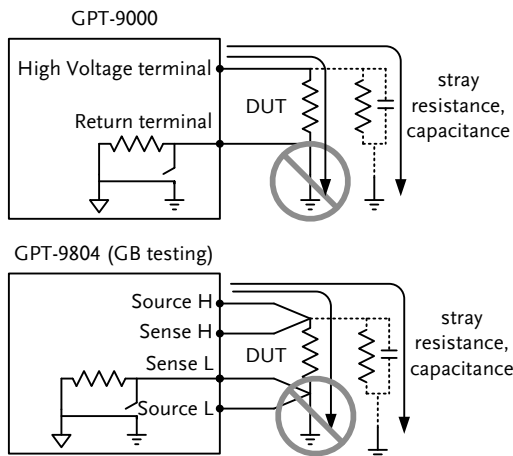 GPT-9000
High Voltage terminal
DUT
Return terminal
stray
resistance,
capacitance
GPT-9804 (GB testing)
Source H
Sense H
Sense L
DUT
Source L
stray
resistance,
capacitance